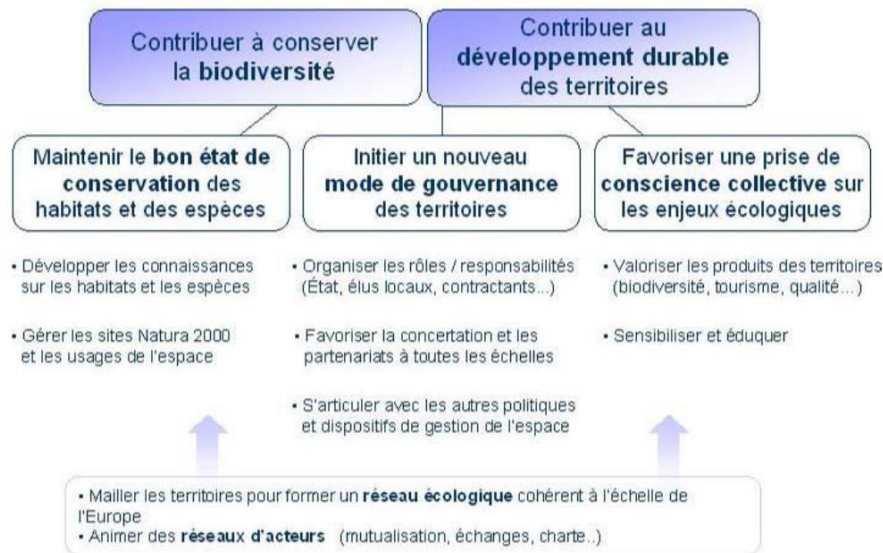 Contribuer à conserver
la biodiversité
Contribuer au
développement durable
des territoires
Maintenir le bon état de
conservation des
habitats et des espèces
Initier un nouveau
mode de gouvernance
des territoires
Favoriser une prise de
conscience collective sur
les enjeux écologiques
• Développer les connaissances
sur les habitats et les espèces
• Gérer les sites Natura 2000
et les usages de l'espace
• Organiser les rôles / responsabilités
(État, élus locaux, contractants...)
• Favoriser la concertation et les
partenariats à toutes les échelles
• S'articuler avec les autres politiques
et dispositifs de gestion de l'espace
• Valoriser les produits des territoires
(biodiversité, tourisme, qualité...)
• Sensibiliser et éduquer
• Mailler les territoires pour former un réseau écologique cohérent à l'échelle de
l'Europe
• Animer des réseaux d'acteurs (mutualisation, échanges, charte..)